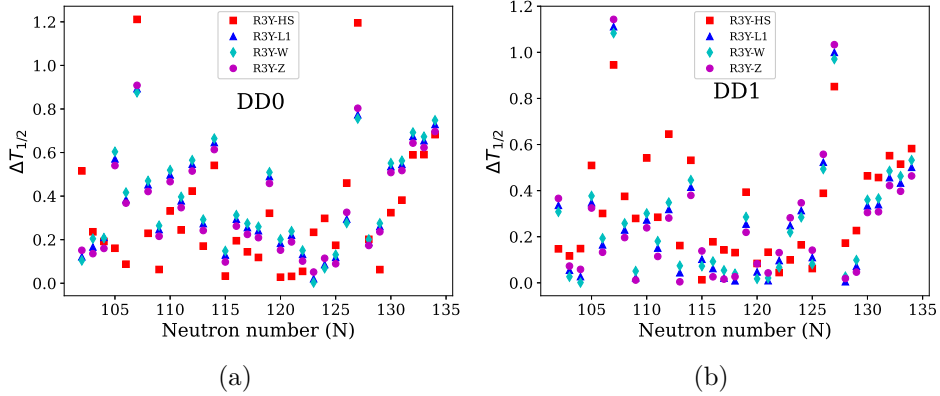 1.2
1.0
0.8
0.6
0.4
0.2
0.0
ΔT1/2
R3Y-HS
R3Y-L1
R3Y-W
R3Y-Z
DD0
105 110 115 120 125 130 135
Neutron number (N)
(a)
1.2
1.0
0.8
0.6
0.4
0.2
0.0
ΔT1/2
R3Y-HS
R3Y-L1
R3Y-W
R3Y-Z
DD1
105 110 115 120 125 130 135
Neutron number (N)
(b)